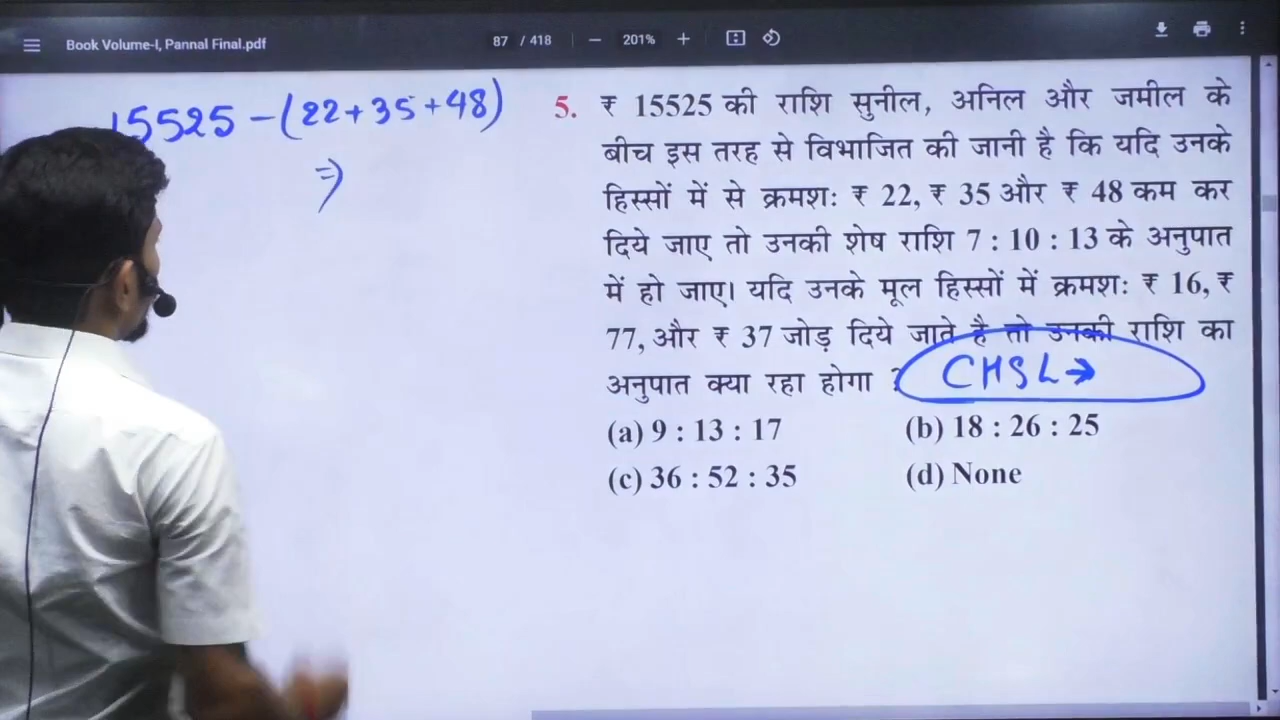 Book Volume-I, Pannal Final.pdf
87 / 418
201%
15525 - (22+35+48)
⇒
5. ₹ 15525 की राशि सुनील, अनिल और जमील के
बीच इस तरह से विभाजित की जानी है कि यदि उनके
हिस्सों में से क्रमशः ₹ 22, ₹ 35 और ₹ 48 कम कर
दिये जाए तो उनकी शेष राशि 7 : 10 : 13 के अनुपात
में हो जाए। यदि उनके मूल हिस्सों में क्रमशः ₹ 16, ₹
77, और ₹ 37 जोड़ दिये जाते है तो उनकी राशि का
अनुपात क्या रहा होगा ?
CHSL→
(a) 9 : 13 : 17
(b) 18 : 26 : 25
(c) 36 : 52 : 35
(d) None